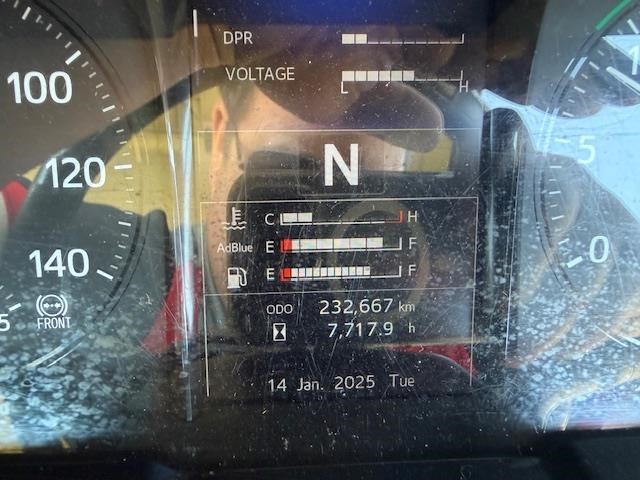 DPR
VOLTAGE
L H
100
120
140
N
C H
AdBlue E F
E F
ODO 232,667 km
7,717.9 h
14 Jan. 2025 Tue
FRONT
5
0